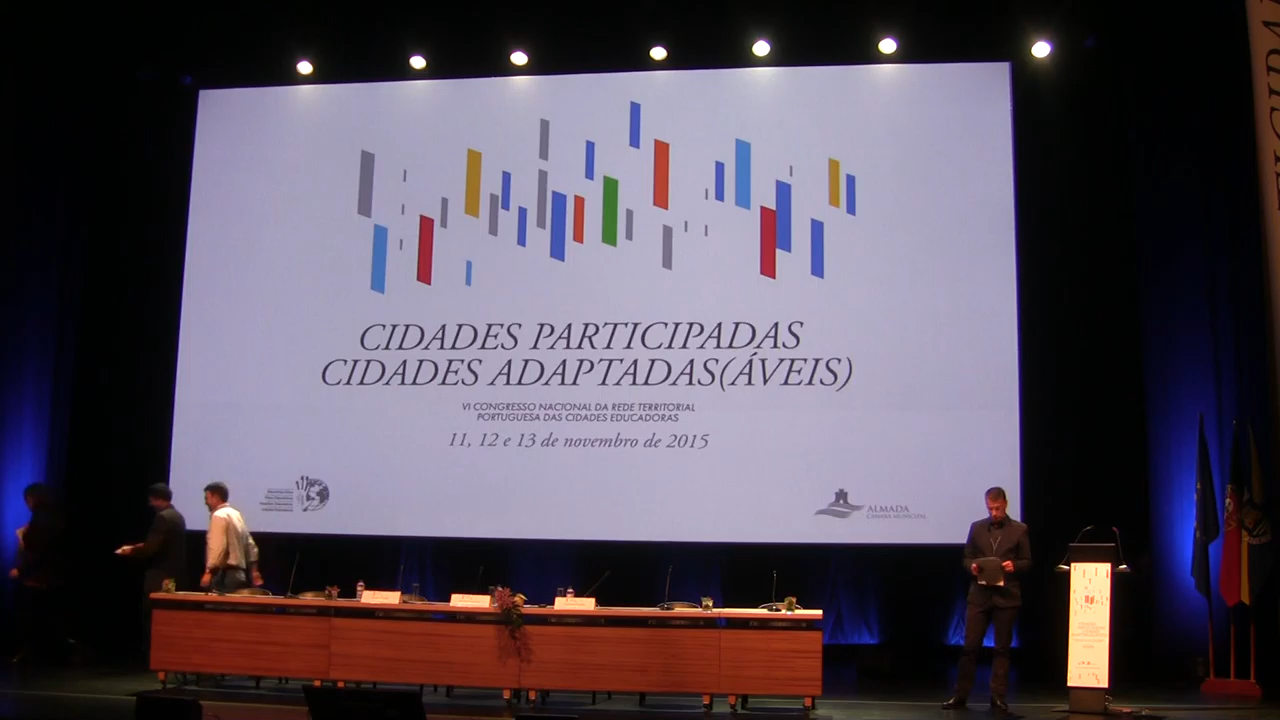 CIDADES PARTICIPADAS
CIDADES ADAPTADAS(ÁVEIS)
VI CONGRESSO NACIONAL DA REDE TERRITORIAL
PORTUGUESA DAS CIDADES EDUCADORAS
11, 12 e 13 de novembro de 2015
ALMADA
CÂMARA MUNICIPAL